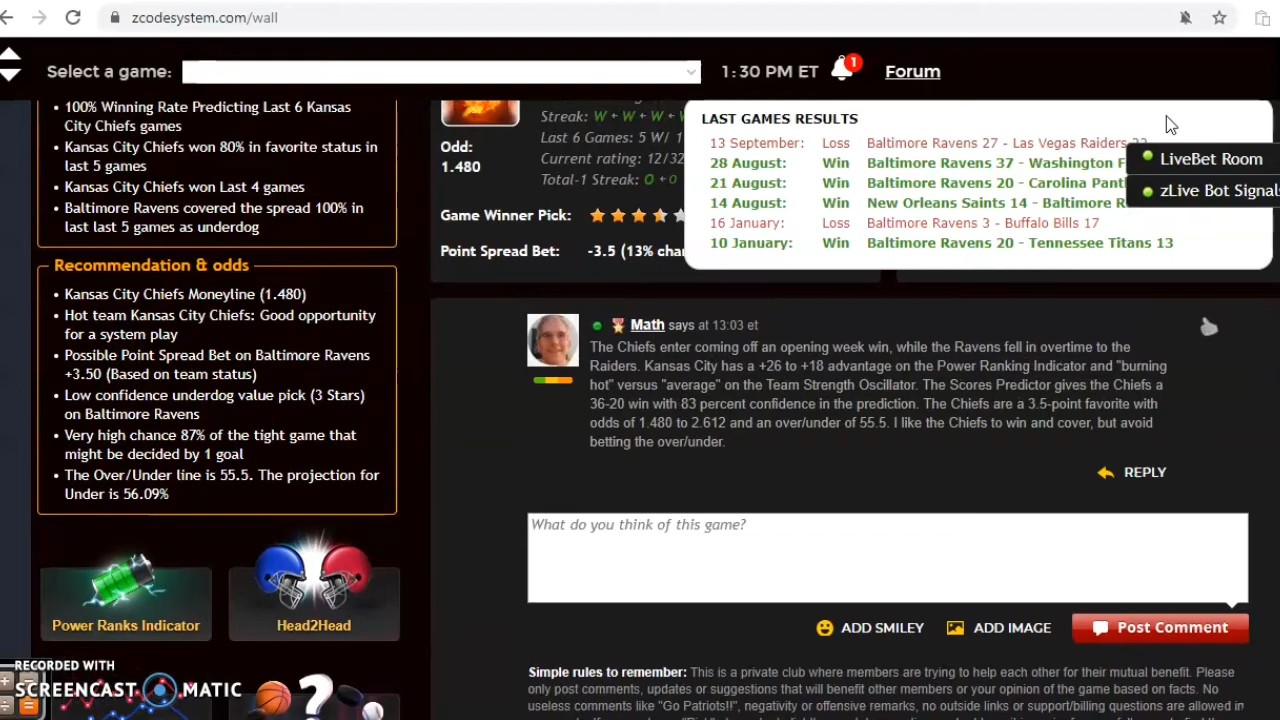 zcodesystem.com/wall
Select a game:
1:30 PM ET
1
Forum
100% Winning Rate Predicting Last 6 Kansas
City Chiefs games
Kansas City Chiefs won 80% in favorite status in
last 5 games
Kansas City Chiefs won Last 4 games
Baltimore Ravens covered the spread 100% in
last last 5 games as underdog
Recommendation & odds
Kansas City Chiefs Moneyline (1.480)
Hot team Kansas City Chiefs: Good opportunity
for a system play
Possible Point Spread Bet on Baltimore Ravens
+3.50 (Based on team status)
Low confidence underdog value pick (3 Stars)
on Baltimore Ravens
Very high chance 87% of the tight game that
might be decided by 1 goal
The Over/Under line is 55.5. The projection for
Under is 56.09%
Power Ranks Indicator
Head2Head
RECORDED WITH
SCREENCAST MATIC
Odd:
1.480
Streak: W + W + W +
Last 6 Games: 5 W/ 1
Current rating: 12/32
Total-1 Streak: O + O
Game Winner Pick:
Point Spread Bet: -3.5 (13%
LAST GAMES RESULTS
13 September: Loss Baltimore Ravens 27 - Las Vegas Raiders
28 August: Win Baltimore Ravens 37 - Washington F
21 August: Win Baltimore Ravens 20 - Carolina
14 August: Win New Orleans Saints 14 - Baltimore R
16 January: Loss Baltimore Ravens 3 - Buffalo Bills 17
10 January: Win Baltimore Ravens 20 - Tennessee Titans 13
LiveBet Room
zLive Bot Signals
Math says at 13:03 et
The Chiefs enter coming off an opening week win, while the Ravens fell in overtime to the
Raiders. Kansas City has a +26 to +18 advantage on the Power Ranking Indicator and "burning
hot" versus "average" on the Team Strength Oscillator. The Scores Predictor gives the Chiefs a
36-20 win with 83 percent confidence in the prediction. The Chiefs are a 3.5-point favorite with
odds of 1.480 to 2.612 and an over/under of 55.5. I like the Chiefs to win and cover, but avoid
betting the over/under.
REPLY
What do you think of this game?
ADD SMILEY
ADD IMAGE
Post Comment
Simple rules to remember: This is a private club where members are trying to help each other for their mutual benefit. Please
only post comments, updates or suggestions that will benefit other members or your opinion of the game based on facts. No
useless comments like "Go Patriots!!", negativity or offensive remarks, no outside links or support/billing questions are allowed in